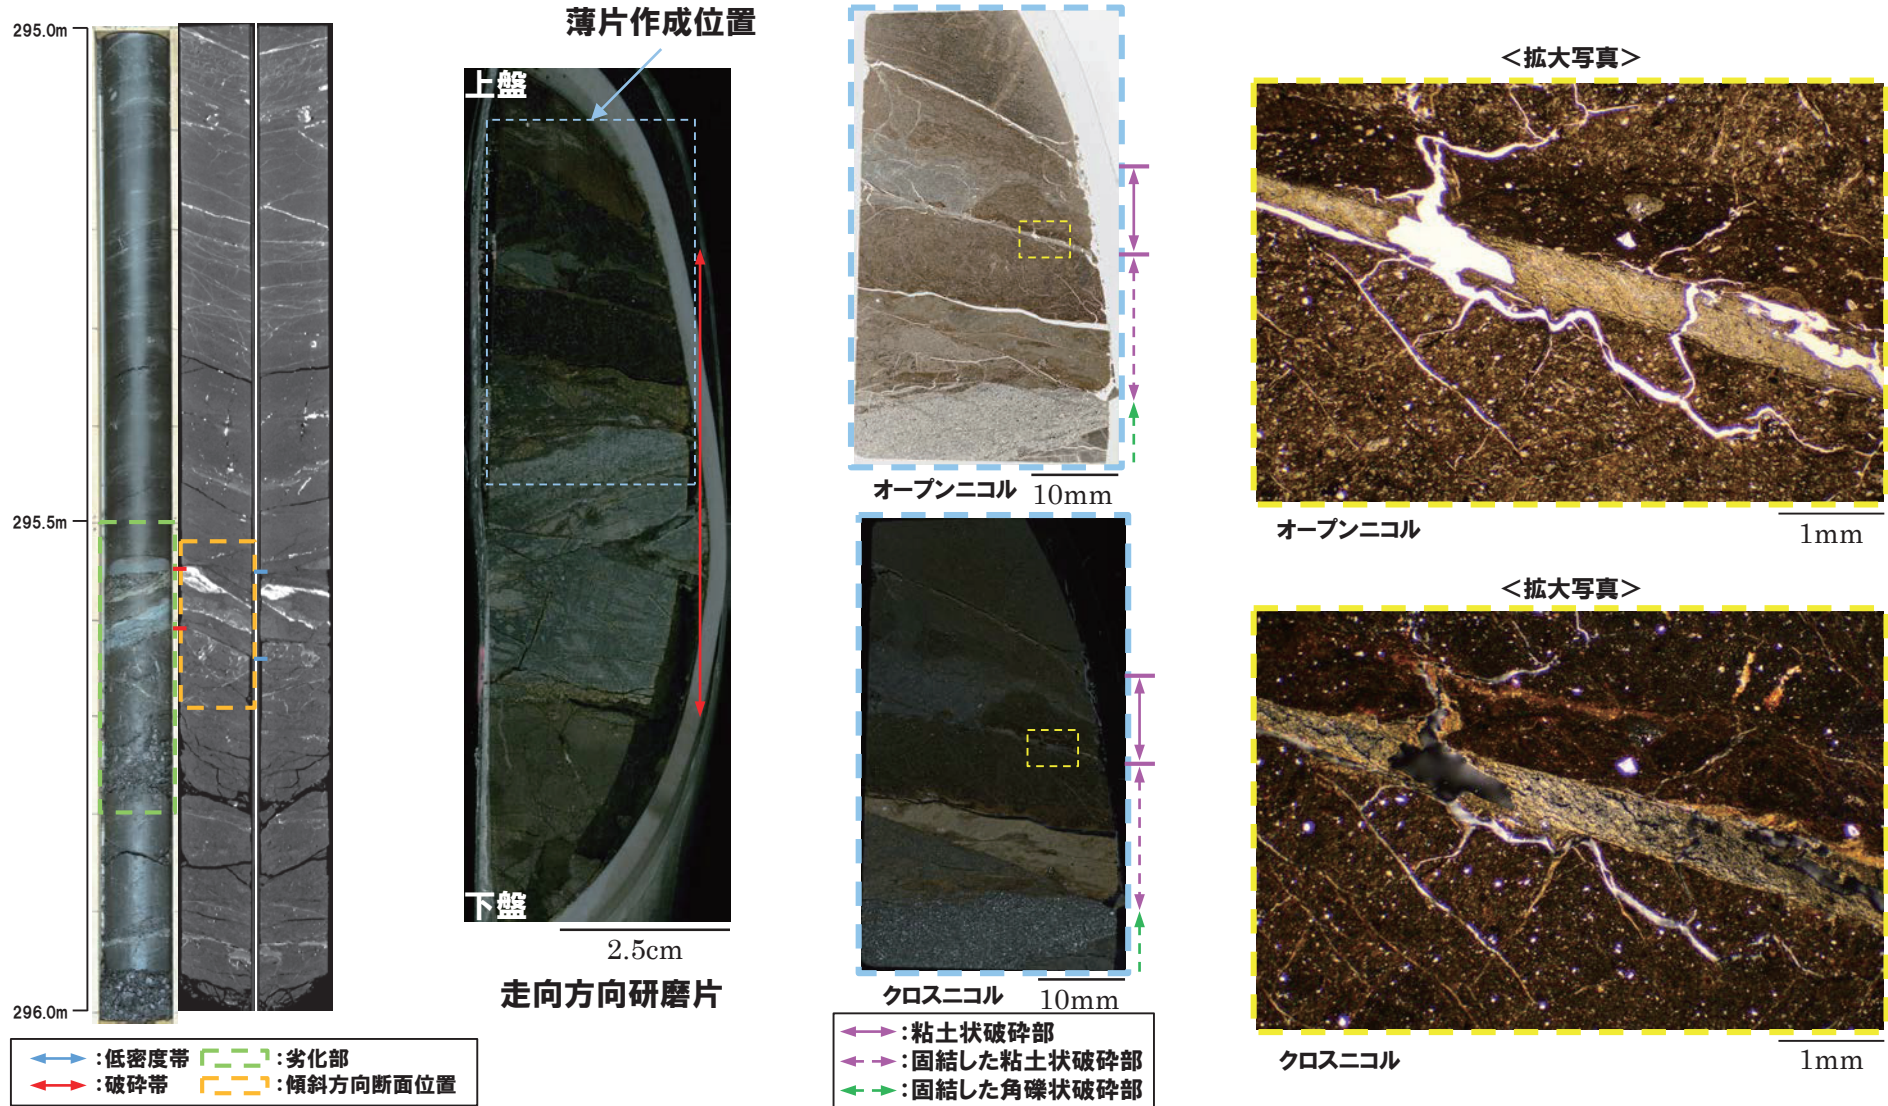 295.0m
295.5m
296.0m
:低密度帯
:劣化部
:破砕帯
:傾斜方向断面位置
薄片作成位置
上盤
下盤
2.5cm
走向方向研磨片
オープンニコル
10mm
クロスニコル
10mm
:粘土状破砕部
:固結した粘土状破砕部
:固結した角礫状破砕部
<拡大写真>
オープンニコル
1mm
<拡大写真>
クロスニコル
1mm